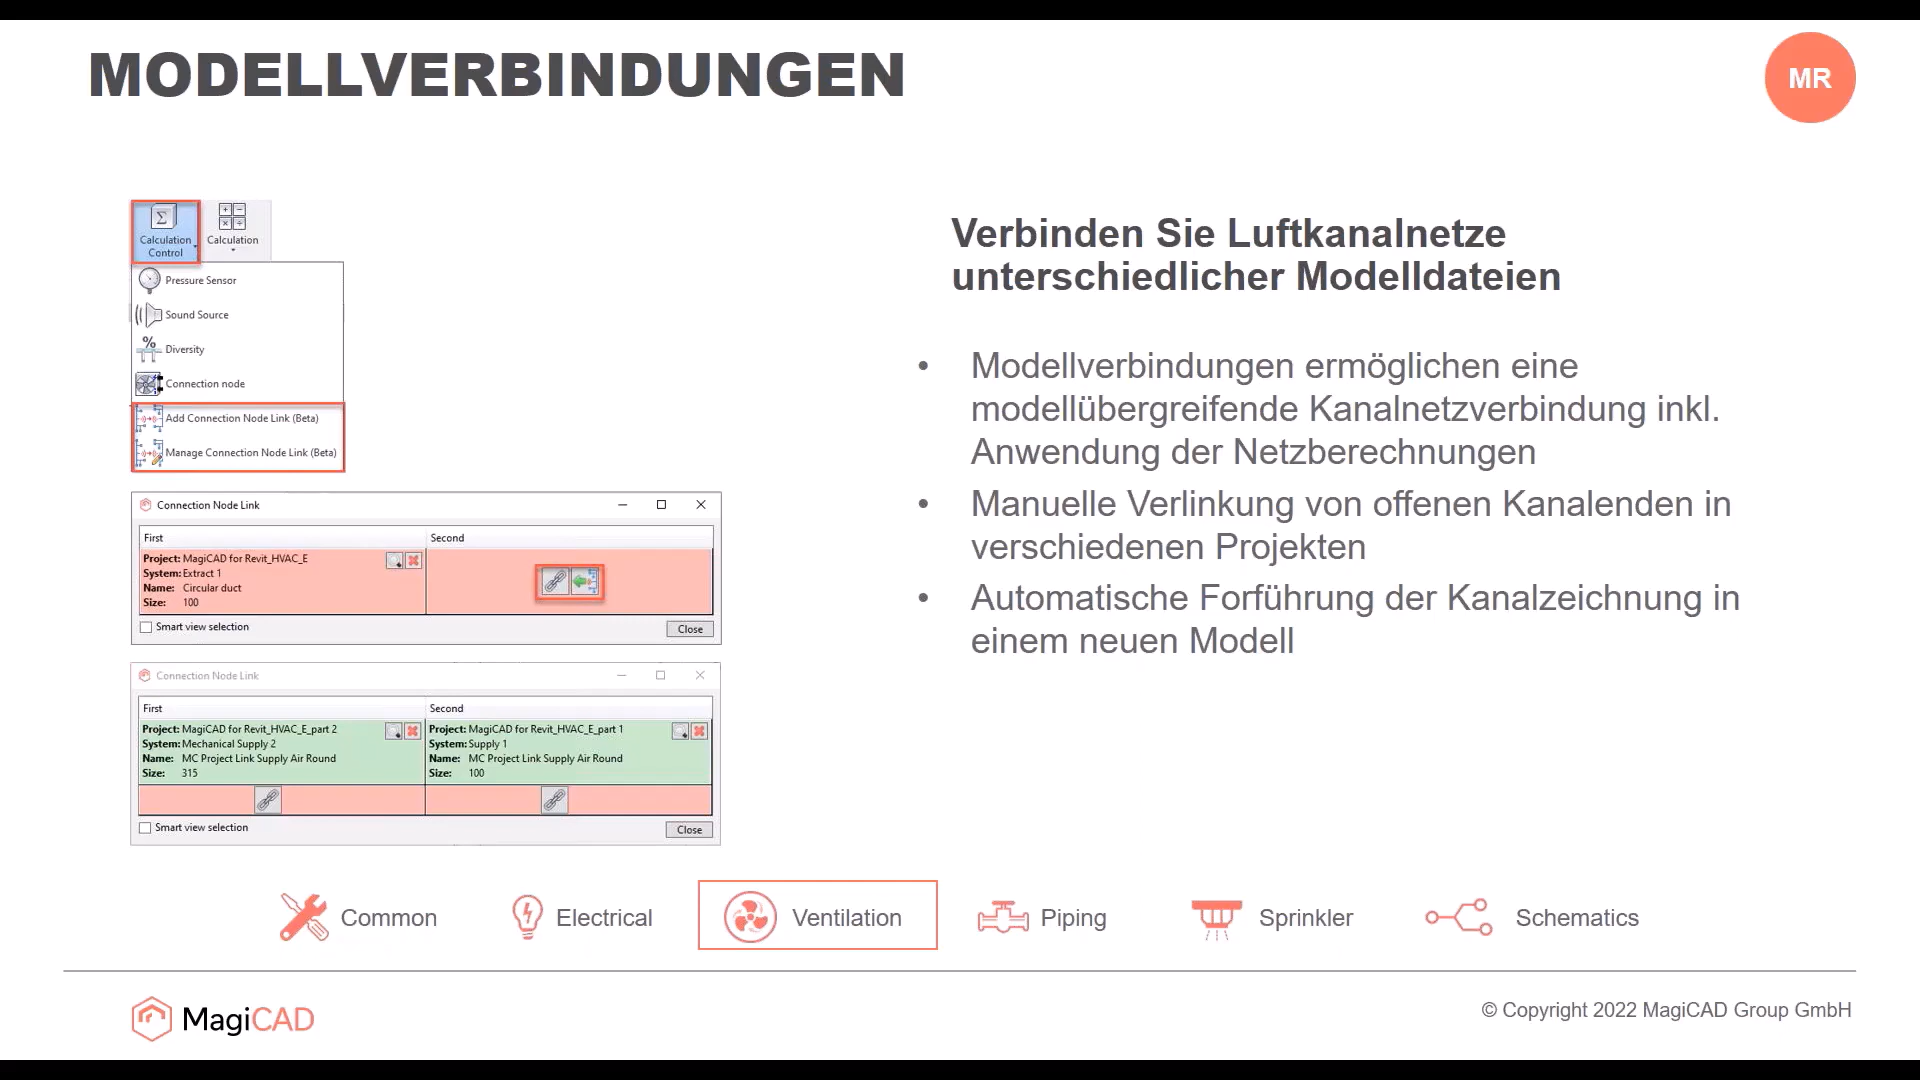 MODELLVERBINDUNGEN
MR
Calculation
Control
Calculation
Pressure Sensor
Sound Source
Diversity
Connection node
Add Connection Node Link (Beta)
Manage Connection Node Link (Beta)
Connection Node Link
First
Second
Project: MagiCAD for Revit_HVAC_E
System: Extract 1
Name: Circular duct
Size: 100
Smart view selection
Close
Connection Node Link
First
Second
Project: MagiCAD for Revit_HVAC_E_part 2
System: Mechanical Supply 2
Name: MC Project Link Supply Air Round
Size: 315
Project: MagiCAD for Revit_HVAC_E_part 1
System: Supply 1
Name: MC Project Link Supply Air Round
Size: 100
Smart view selection
Close
Verbinden Sie Luftkanalnetze
unterschiedlicher Modelldateien
• Modellverbindungen ermöglichen eine
modellübergreifende Kanalnetzverbindung inkl.
Anwendung der Netzberechnungen
• Manuelle Verlinkung von offenen Kanalenden in
verschiedenen Projekten
• Automatische Forführung der Kanalzeichnung in
einem neuen Modell
Common
Electrical
Ventilation
Piping
Sprinkler
Schematics
MagiCAD
© Copyright 2022 MagiCAD Group GmbH